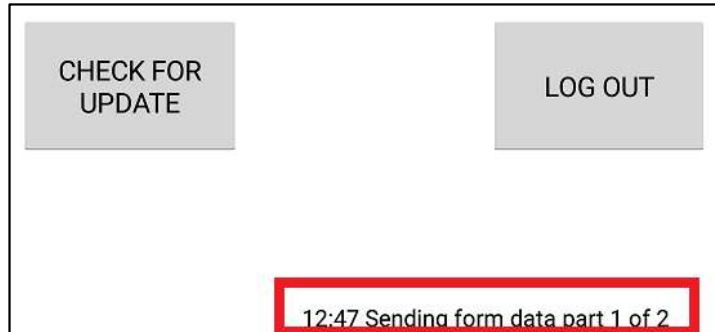 CHECK FOR
UPDATE
LOG OUT
12:47 Sending form data part 1 of 2